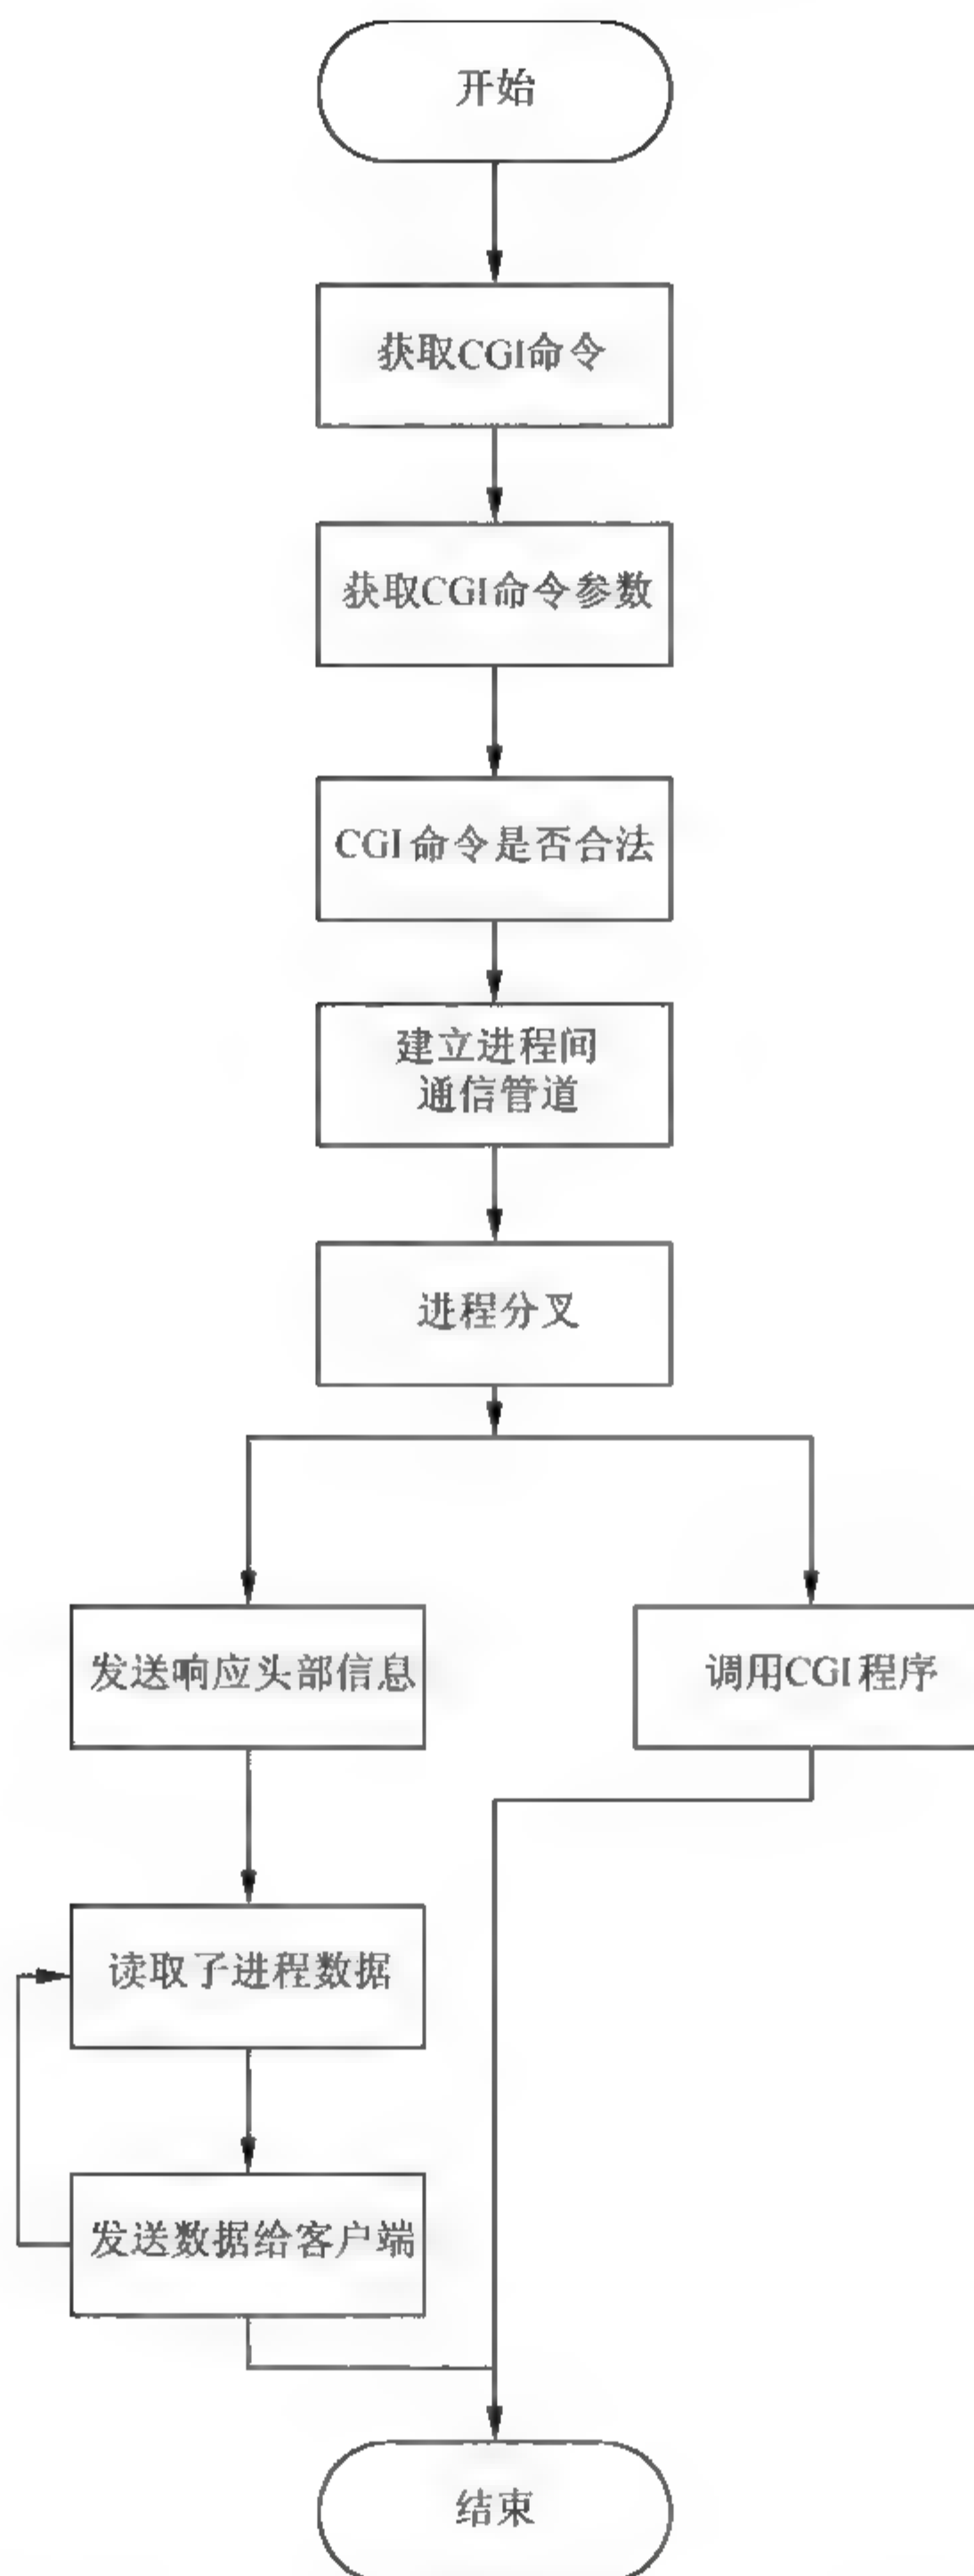 开始
获取CGI命令
获取CGI命令参数
CGI命令是否合法
建立进程间
通信管道
进程分叉
发送响应头部信息
调用CGI程序
读取子进程数据
发送数据给客户端
结束